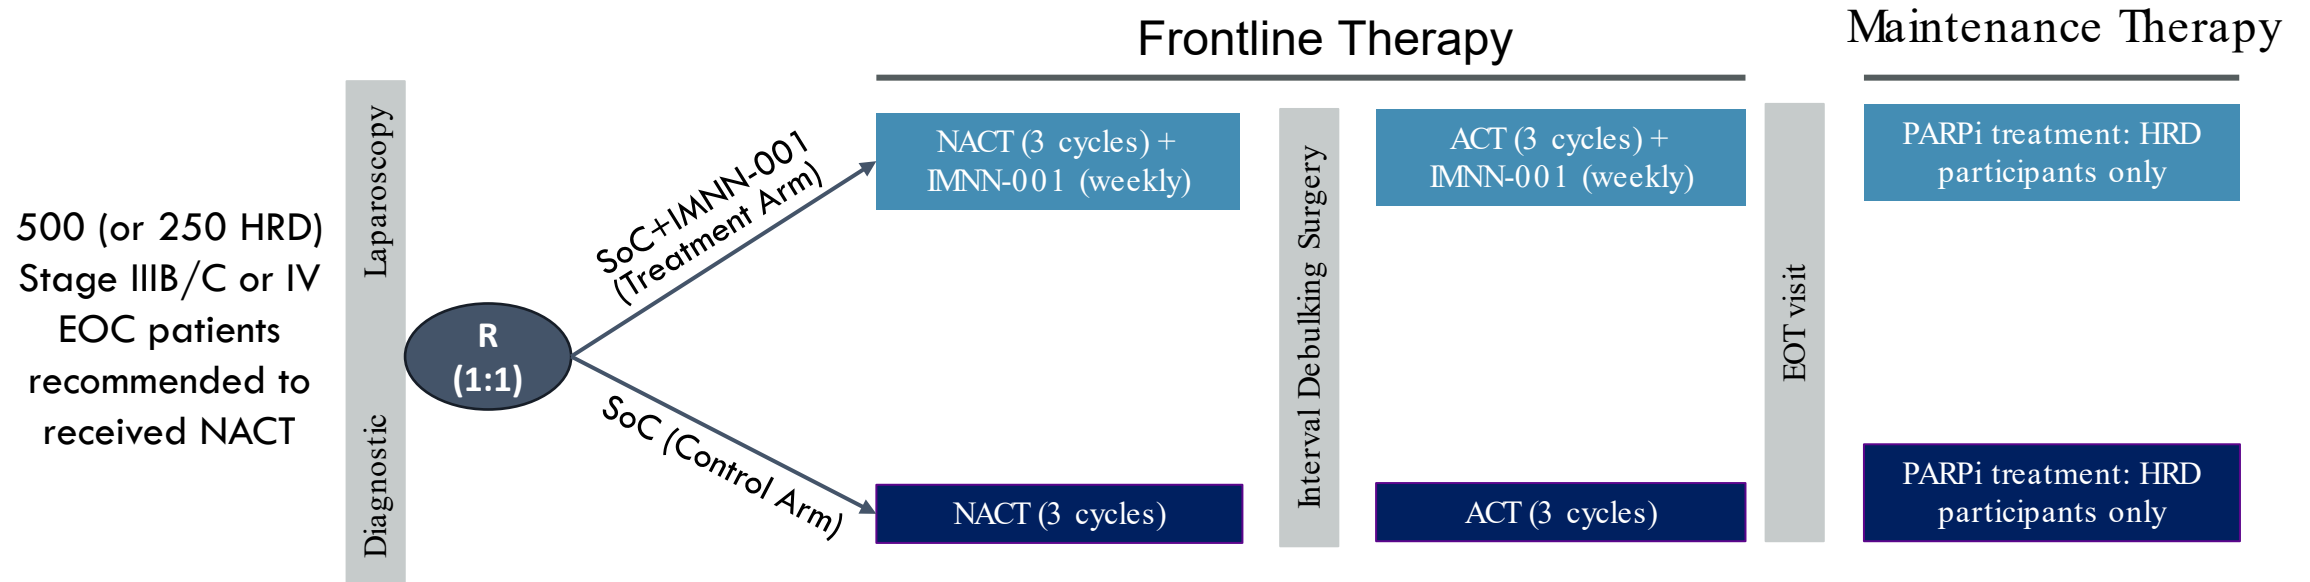 Frontline Therapy
Maintenance Therapy
500 (or 250 HRD)
Stage IIIB/C or IV
EOC patients
recommended to
received NACT
Diagnostic Laparoscopy
R
(1:1)
SoC+IMNN-001
(Treatment Arm)
SoC (Control Arm)
NACT (3 cycles) +
IMNN-001 (weekly)
NACT (3 cycles)
Interval Debulking Surgery
ACT (3 cycles) +
IMNN-001 (weekly)
ACT (3 cycles)
EOT visit
PARPi treatment: HRD
participants only
PARPi treatment: HRD
participants only